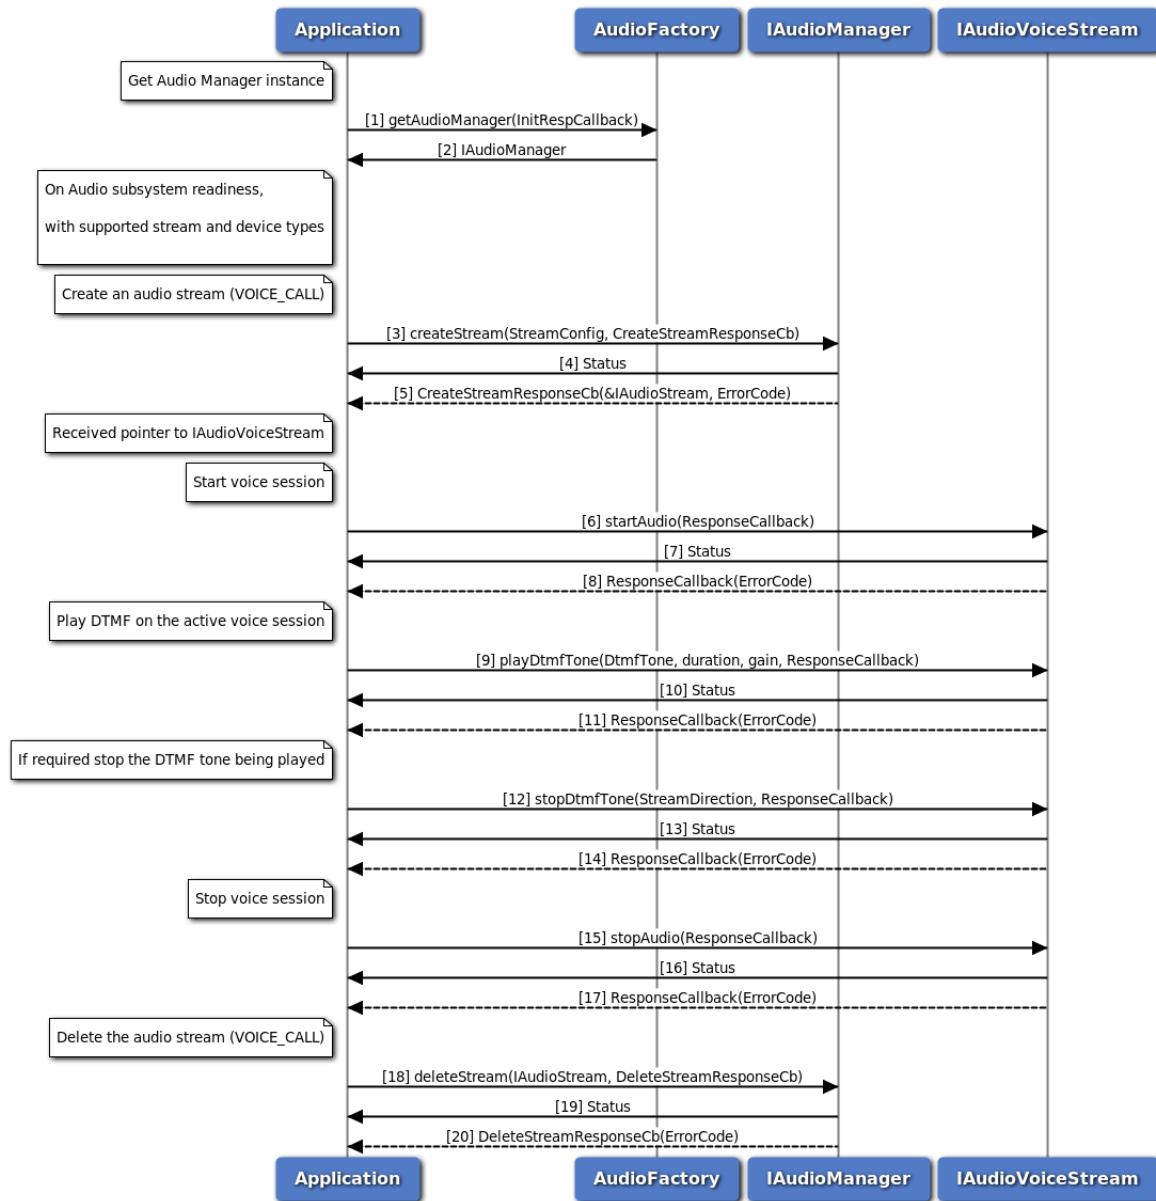 Application
AudioFactory
IAudioManager
IAudioVoiceStream
Get Audio Manager instance
[1] getAudioManager(InitRespCallback)
[2] IAudioManager
On Audio subsystem readiness,
with supported stream and device types
Create an audio stream (VOICE_CALL)
[3] createStream(StreamConfig, CreateStreamResponseCb)
[4] Status
[5] CreateStreamResponseCb(&IAudioStream, ErrorCode)
Received pointer to IAudioVoiceStream
Start voice session
[6] startAudio(ResponseCallback)
[7] Status
[8] ResponseCallback(ErrorCode)
Play DTMF on the active voice session
[9] playDtmfTone(DtmfTone, duration, gain, ResponseCallback)
[10] Status
[11] ResponseCallback(ErrorCode)
If required stop the DTMF tone being played
[12] stopDtmfTone(StreamDirection, ResponseCallback)
[13] Status
[14] ResponseCallback(ErrorCode)
Stop voice session
[15] stopAudio(ResponseCallback)
[16] Status
[17] ResponseCallback(ErrorCode)
Delete the audio stream (VOICE_CALL)
[18] deleteStream(IAudioStream, DeleteStreamResponseCb)
[19] Status
[20] DeleteStreamResponseCb(ErrorCode)
Application
AudioFactory
IAudioManager
IAudioVoiceStream